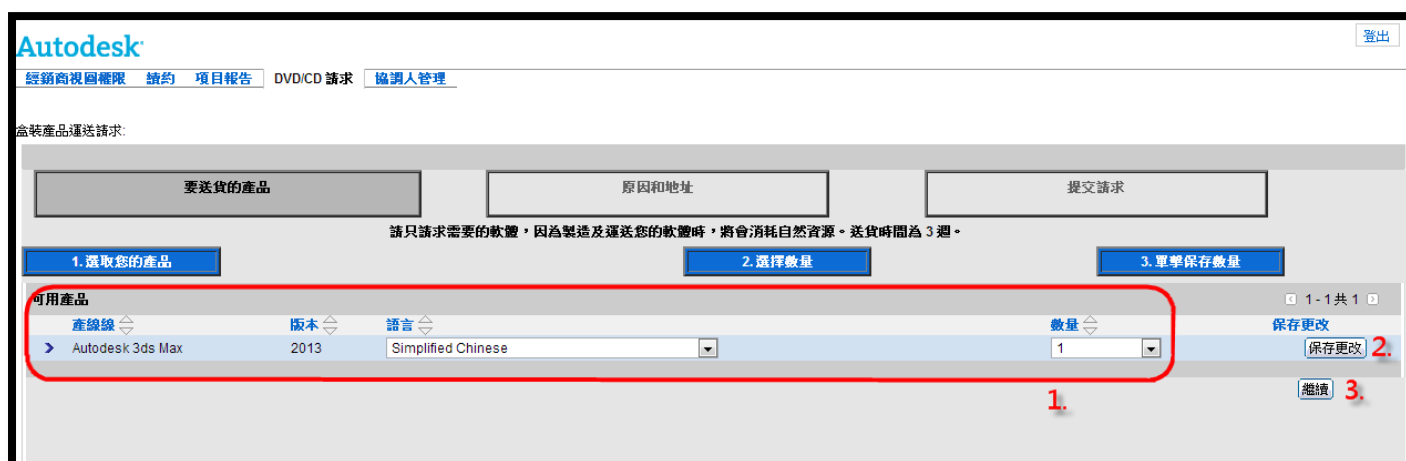 登出
Autodesk
經銷商視圖權限 續約 項目報告 DVD/CD 請求 協調人管理
盒裝產品運送請求:
要送貨的產品 原因和地址 提交請求
請只請求需要的軟體，因為製造及運送您的軟體時，將會消耗自然資源。送貨時間為 3 週。
1. 選取您的產品 2. 選擇數量 3. 單擊保存數量
可用產品 1 - 1 共 1
產線線 版本 語言 數量 保存更改
Autodesk 3ds Max 2013 Simplified Chinese 1 保存更改 2.
繼續 3.
1.